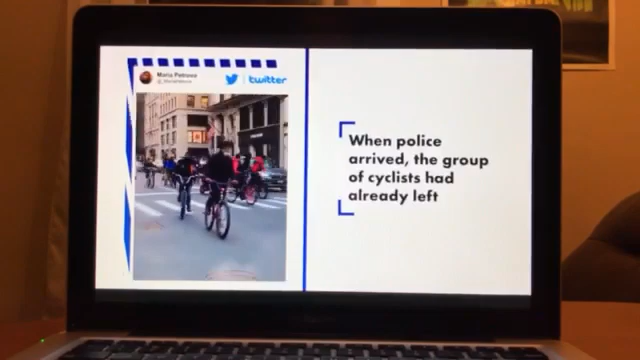 Maria Petrova
twitter
When police
arrived, the group
of cyclists had
already left